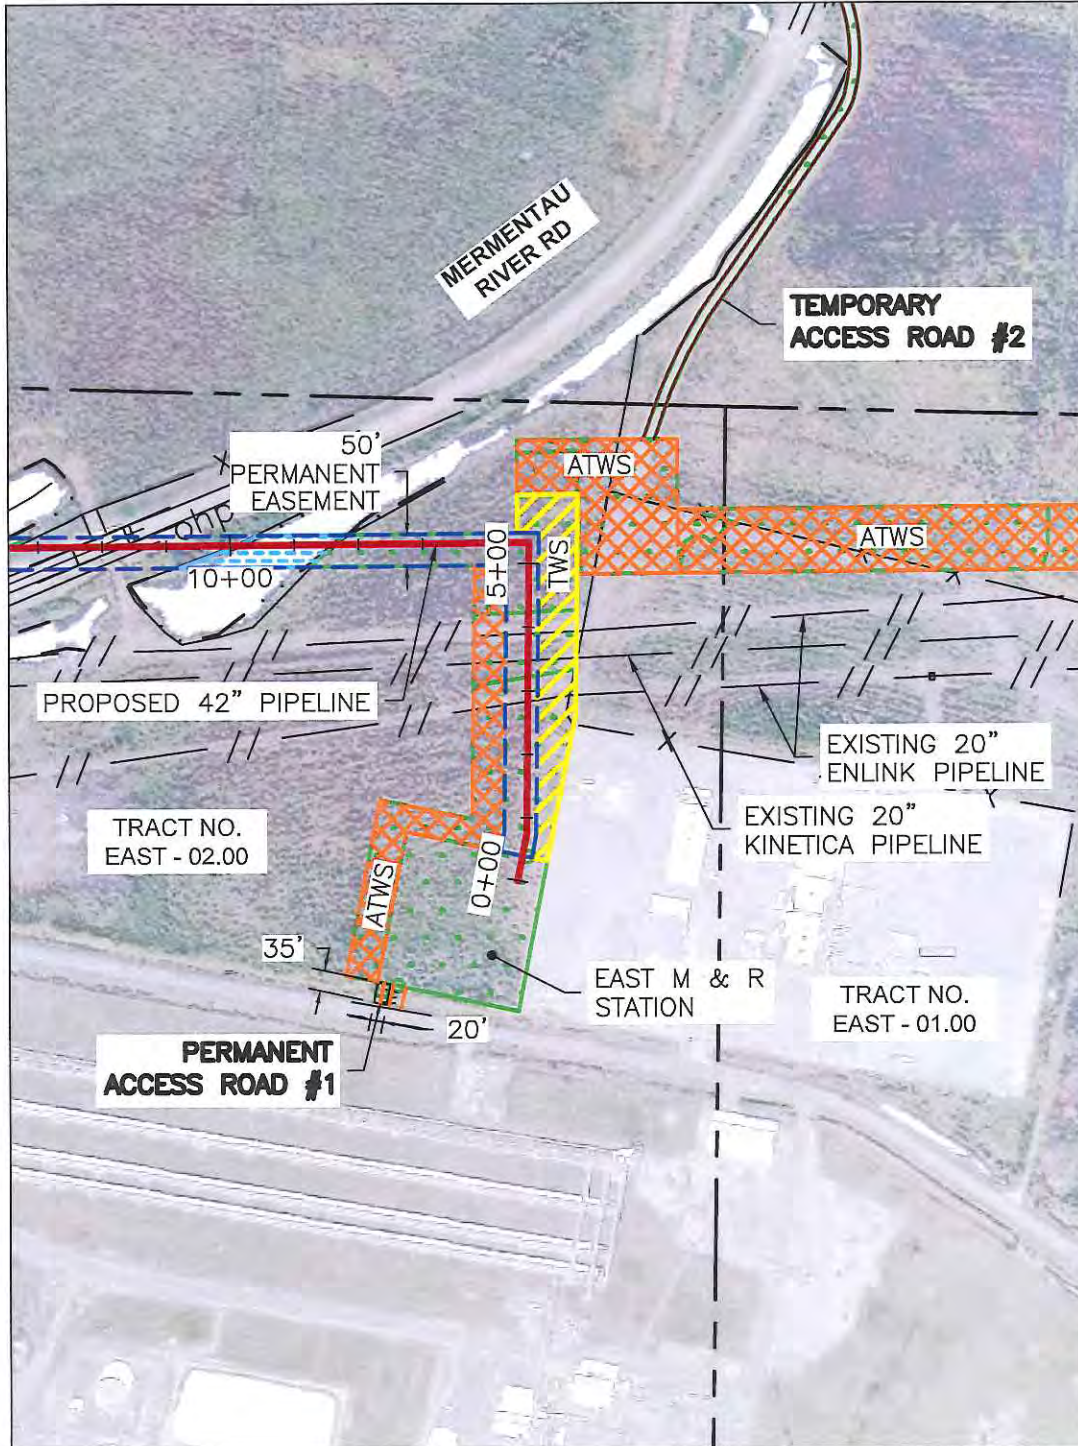 MERMENTAU
RIVER RD
TEMPORARY
ACCESS ROAD #2
50'
PERMANENT
EASEMENT
ATWS
ATWS
ohp
10+00
5+00
TWS
PROPOSED 42" PIPELINE
EXISTING 20"
ENLINK PIPELINE
EXISTING 20"
KINETICA PIPELINE
TRACT NO.
EAST - 02.00
0+00
ATWS
35'
EAST M & R
STATION
TRACT NO.
EAST - 01.00
20'
PERMANENT
ACCESS ROAD #1